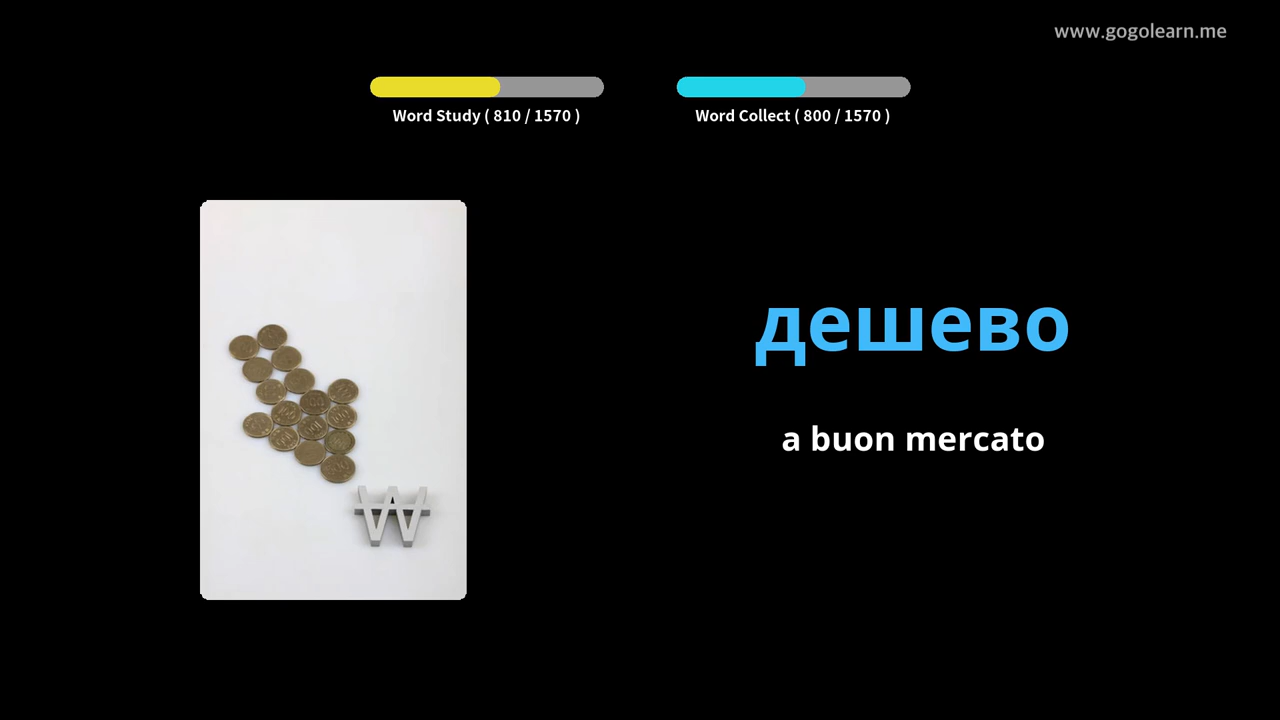 www.gogolearn.me
Word Study ( 810 / 1570 )
Word Collect ( 800 / 1570 )
дешево
a buon mercato